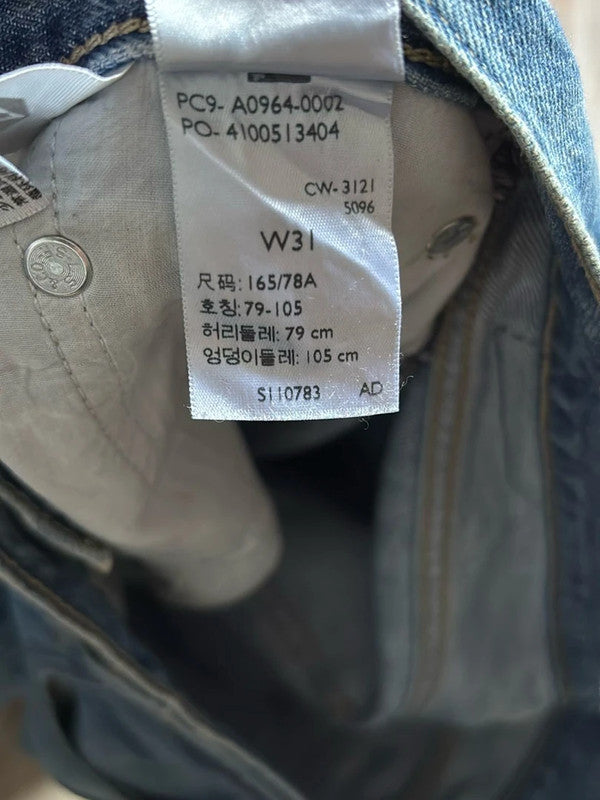 PC9- A0964-0002
PO- 4100513404
CW- 3121
5096
W31
尺码: 165/78A
호칭: 79-105
허리둘레: 79 cm
엉덩이둘레: 105 cm
S110783 AD